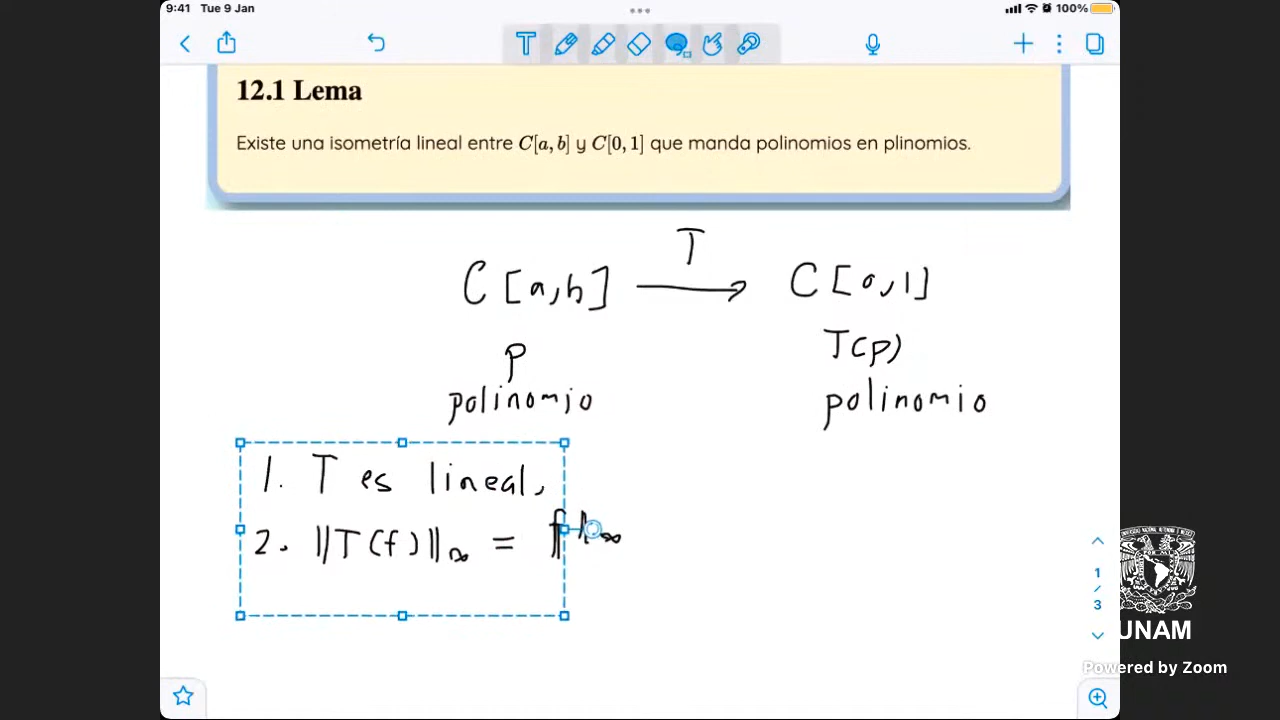 9:41 Tue 9 Jan 100%
12.1 Lema
Existe una isometría lineal entre C[a, b] y C[0, 1] que manda polinomios en plinomios.
T
C[a,b] → C[0,1]
p T(p)
polinomio polinomio
1. T es lineal,
2. ||T(f)||∞ = ∞
1
/
3
UNAM
Powered by Zoom